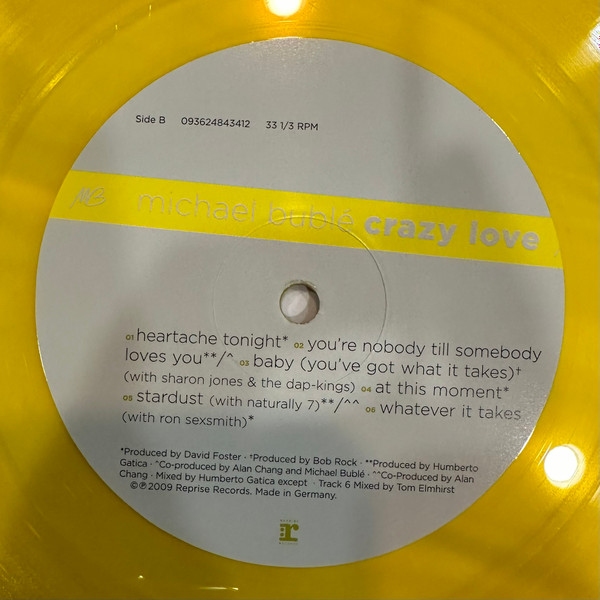 Side B 093624843412 33 1/3 RPM
MB michael bublé crazy love
01 heartache tonight* 02 you're nobody till somebody
loves you**/^ 03 baby (you've got what it takes)†
(with sharon jones & the dap-kings) 04 at this moment*
05 stardust (with naturally 7)**/^^ 06 whatever it takes
(with ron sexsmith)*
*Produced by David Foster · †Produced by Bob Rock · **Produced by Humberto
Gatica · ^Co-produced by Alan Chang and Michael Bublé · ^^Co-Produced by Alan
Chang · Mixed by Humberto Gatica except · Track 6 Mixed by Tom Elmhirst
©℗2009 Reprise Records. Made in Germany.
r